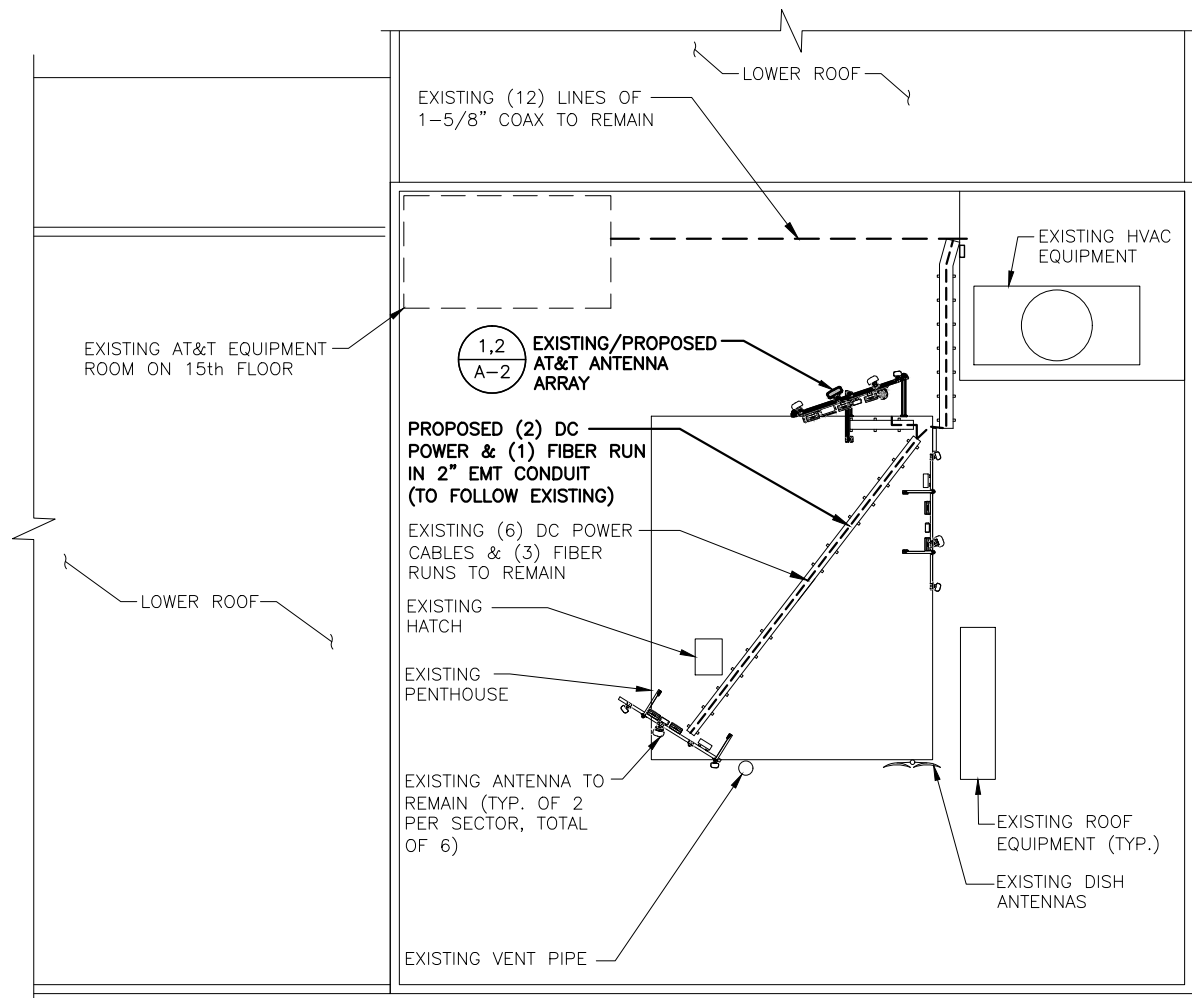 LOWER ROOF
EXISTING (12) LINES OF
1-5/8" COAX TO REMAIN
EXISTING HVAC
EQUIPMENT
EXISTING AT&T EQUIPMENT
ROOM ON 15th FLOOR
1,2
A-2
EXISTING/PROPOSED
AT&T ANTENNA
ARRAY
PROPOSED (2) DC
POWER & (1) FIBER RUN
IN 2" EMT CONDUIT
(TO FOLLOW EXISTING)
EXISTING (6) DC POWER
CABLES & (3) FIBER
RUNS TO REMAIN
LOWER ROOF
EXISTING
HATCH
EXISTING
PENTHOUSE
EXISTING ANTENNA TO
REMAIN (TYP. OF 2
PER SECTOR, TOTAL
OF 6)
EXISTING ROOF
EQUIPMENT (TYP.)
EXISTING DISH
ANTENNAS
EXISTING VENT PIPE